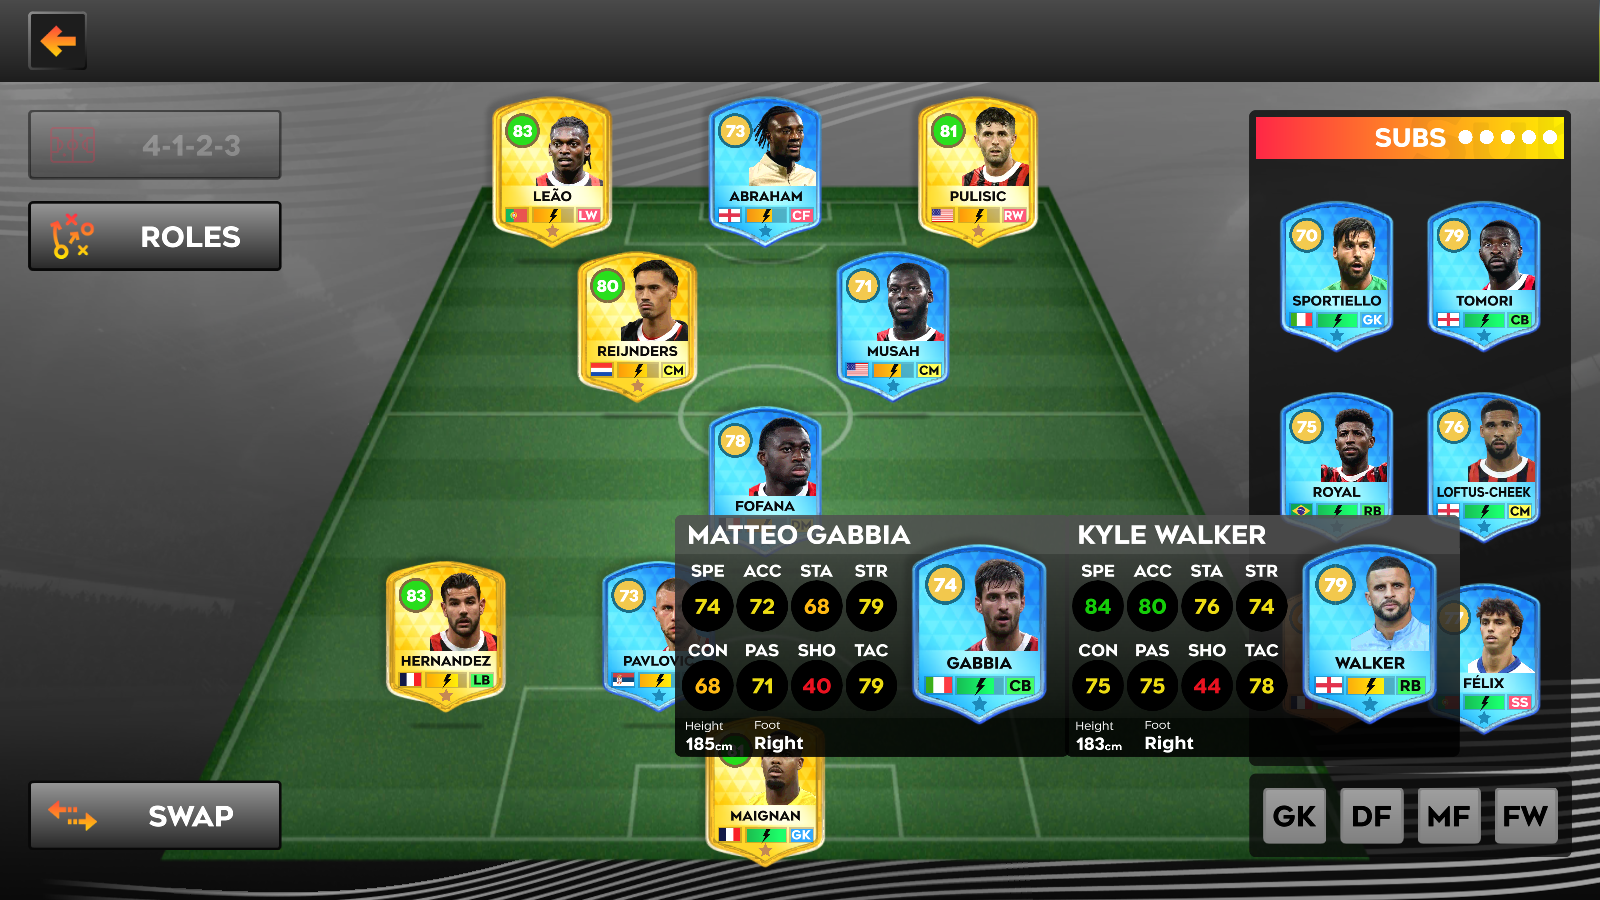 4-1-2-3
ROLES
SWAP
83
LEÃO
LW
73
ABRAHAM
CF
81
PULISIC
RW
80
REIJNDERS
CM
71
MUSAH
CM
78
FOFANA
DM
83
HERNANDEZ
LB
73
PAVLOVIC
MAIGNAN
GK
MATTEO GABBIA
SPE ACC STA STR
74 72 68 79
CON PAS SHO TAC
68 71 40 79
Height Foot
185cm Right
74
GABBIA
CB
KYLE WALKER
SPE ACC STA STR
84 80 76 74
CON PAS SHO TAC
75 75 44 78
Height Foot
183cm Right
79
WALKER
RB
SUBS
70
SPORTIELLO
GK
79
TOMORI
CB
75
ROYAL
RB
76
LOFTUS-CHEEK
CM
FÉLIX
SS
GK DF MF FW